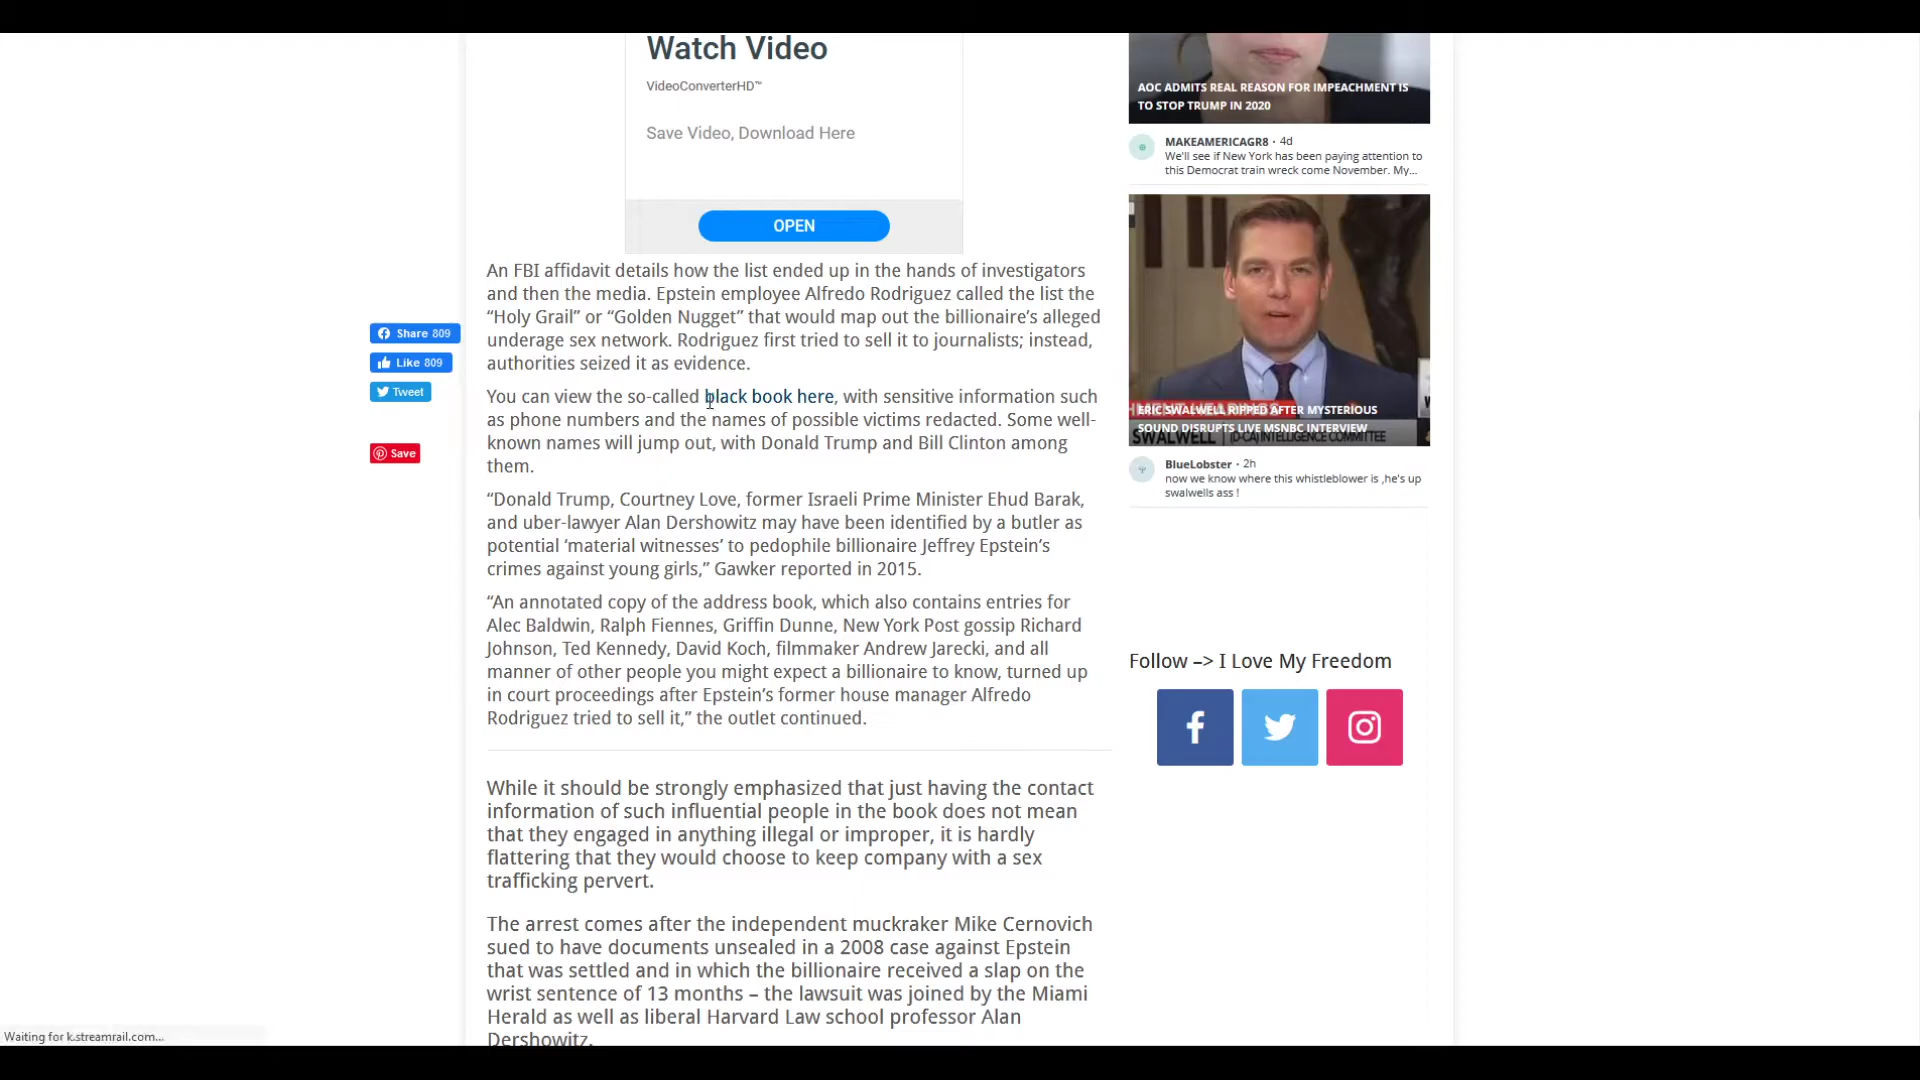 Watch Video
VideoConverterHD™
Save Video, Download Here
OPEN
An FBI affidavit details how the list ended up in the hands of investigators
and then the media. Epstein employee Alfredo Rodriguez called the list the
“Holy Grail” or “Golden Nugget” that would map out the billionaire’s alleged
underage sex network. Rodriguez first tried to sell it to journalists; instead,
authorities seized it as evidence.
You can view the so-called black book here, with sensitive information such
as phone numbers and the names of possible victims redacted. Some well-
known names will jump out, with Donald Trump and Bill Clinton among
them.
“Donald Trump, Courtney Love, former Israeli Prime Minister Ehud Barak,
and uber-lawyer Alan Dershowitz may have been identified by a butler as
potential ‘material witnesses’ to pedophile billionaire Jeffrey Epstein’s
crimes against young girls,” Gawker reported in 2015.
“An annotated copy of the address book, which also contains entries for
Alec Baldwin, Ralph Fiennes, Griffin Dunne, New York Post gossip Richard
Johnson, Ted Kennedy, David Koch, filmmaker Andrew Jarecki, and all
manner of other people you might expect a billionaire to know, turned up
in court proceedings after Epstein’s former house manager Alfredo
Rodriguez tried to sell it,” the outlet continued.
While it should be strongly emphasized that just having the contact
information of such influential people in the book does not mean
that they engaged in anything illegal or improper, it is hardly
flattering that they would choose to keep company with a sex
trafficking pervert.
The arrest comes after the independent muckraker Mike Cernovich
sued to have documents unsealed in a 2008 case against Epstein
that was settled and in which the billionaire received a slap on the
wrist sentence of 13 months – the lawsuit was joined by the Miami
Herald as well as liberal Harvard Law school professor Alan
Dershowitz.
Share 809
Like 809
Tweet
Save
AOC ADMITS REAL REASON FOR IMPEACHMENT IS
TO STOP TRUMP IN 2020
MAKEAMERICAGR8 · 4d
We'll see if New York has been paying attention to
this Democrat train wreck come November. My...
ERIC SWALWELL RIPPED AFTER MYSTERIOUS
SOUND DISRUPTS LIVE MSNBC INTERVIEW
SWALWELL (D-CA) INTELLIGENCE COMMITTEE
BlueLobster · 2h
now we know where this whistleblower is ,he's up
swalwells ass !
Follow –> I Love My Freedom
Waiting for k.streamrail.com...